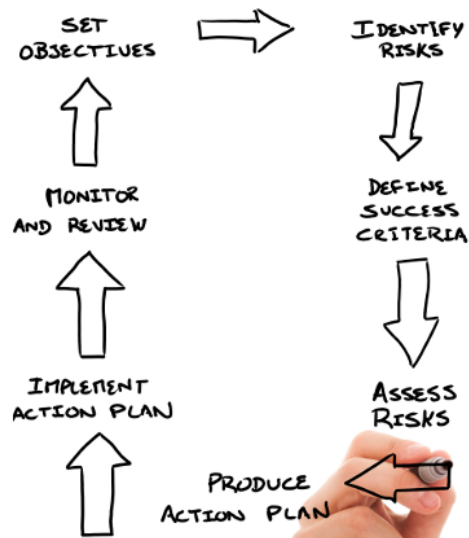 SET
OBJECTIVES
IDENTIFY
RISKS
DEFINE
SUCCESS
CRITERIA
ASSESS
RISKS
PRODUCE
ACTION PLAN
IMPLEMENT
ACTION PLAN
MONITOR
AND REVIEW